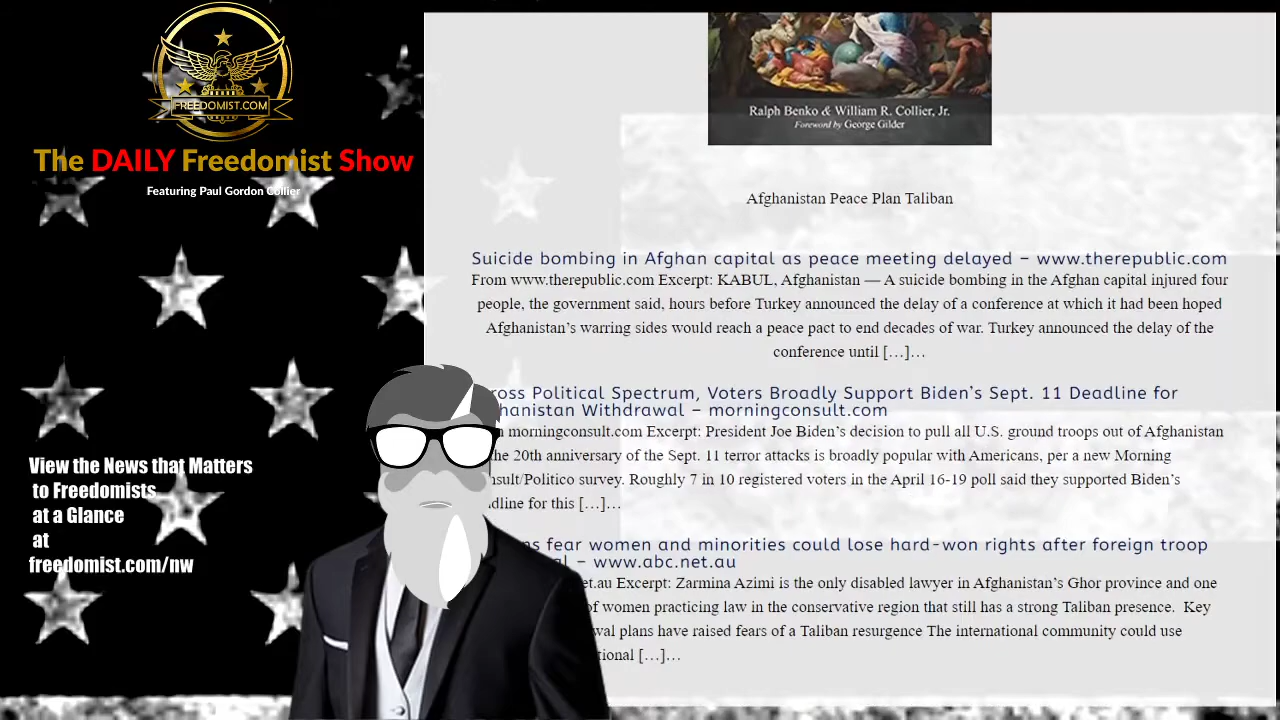 FREEDOMIST.COM
The DAILY Freedomist Show
Featuring Paul Gordon Collier
View the News that Matters
to Freedomists
at a Glance
at
freedomist.com/nw
Ralph Benko & William R. Collier, Jr.
Foreword by George Gilder
Afghanistan Peace Plan Taliban
Suicide bombing in Afghan capital as peace meeting delayed – www.therepublic.com
From www.therepublic.com Excerpt: KABUL, Afghanistan — A suicide bombing in the Afghan capital injured four
people, the government said, hours before Turkey announced the delay of a conference at which it had been hoped
Afghanistan's warring sides would reach a peace pact to end decades of war. Turkey announced the delay of the
conference until […]…
Political Spectrum, Voters Broadly Support Biden's Sept. 11 Deadline for
Withdrawal – morningconsult.com
morningconsult.com Excerpt: President Joe Biden's decision to pull all U.S. ground troops out of Afghanistan
the 20th anniversary of the Sept. 11 terror attacks is broadly popular with Americans, per a new Morning
Politico survey. Roughly 7 in 10 registered voters in the April 16-19 poll said they supported Biden's
for this […]…
fear women and minorities could lose hard-won rights after foreign troop
– www.abc.net.au
Excerpt: Zarmina Azimi is the only disabled lawyer in Afghanistan's Ghor province and one
of women practicing law in the conservative region that still has a strong Taliban presence. Key
plans have raised fears of a Taliban resurgence The international community could use
[…]…